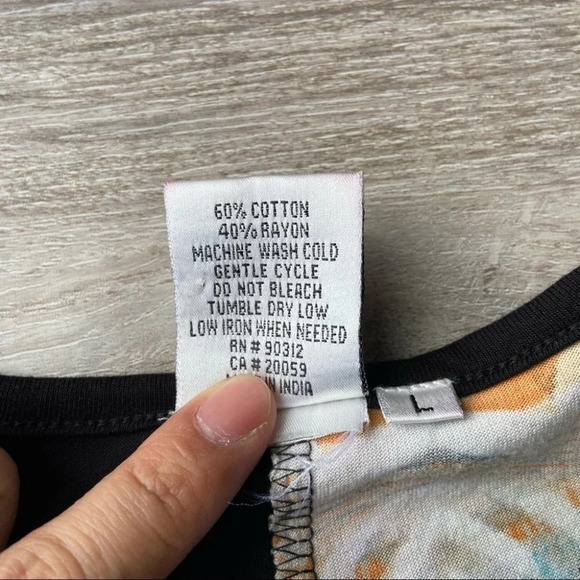 60% COTTON
40% RAYON
MACHINE WASH COLD
GENTLE CYCLE
DO NOT BLEACH
TUMBLE DRY LOW
LOW IRON WHEN NEEDED
RN # 90312
CA # 20059
IN INDIA
L